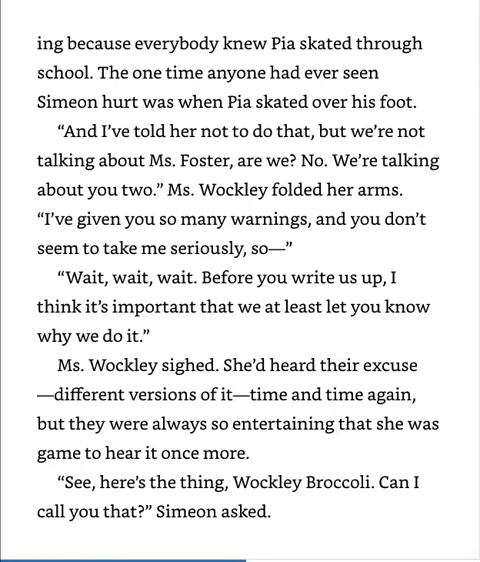 ing because everybody knew Pia skated through
school. The one time anyone had ever seen
Simeon hurt was when Pia skated over his foot.
“And I’ve told her not to do that, but we’re not
talking about Ms. Foster, are we? No. We’re talking
about you two.” Ms. Wockley folded her arms.
“I’ve given you so many warnings, and you don’t
seem to take me seriously, so—”
“Wait, wait, wait. Before you write us up, I
think it’s important that we at least let you know
why we do it.”
Ms. Wockley sighed. She’d heard their excuse
—different versions of it—time and time again,
but they were always so entertaining that she was
game to hear it once more.
“See, here’s the thing, Wockley Broccoli. Can I
call you that?” Simeon asked.